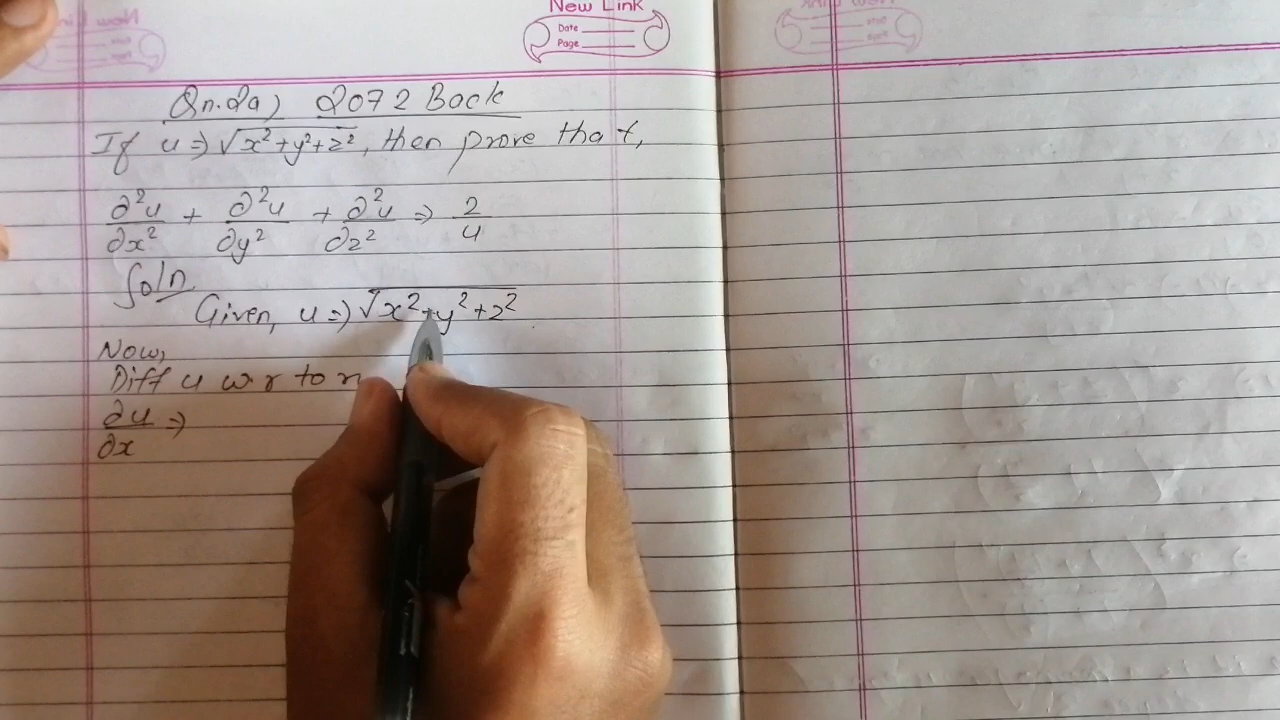 New Link
Date
Page
Qn.2a) 2072 Back
If u => √x²+y²+z², then prove that,
∂²u/∂x² + ∂²u/∂y² + ∂²u/∂z² => 2/u
Soln
Given, u => √x²+y²+z²
Now,
Diff u w r to x
∂u/∂x =>